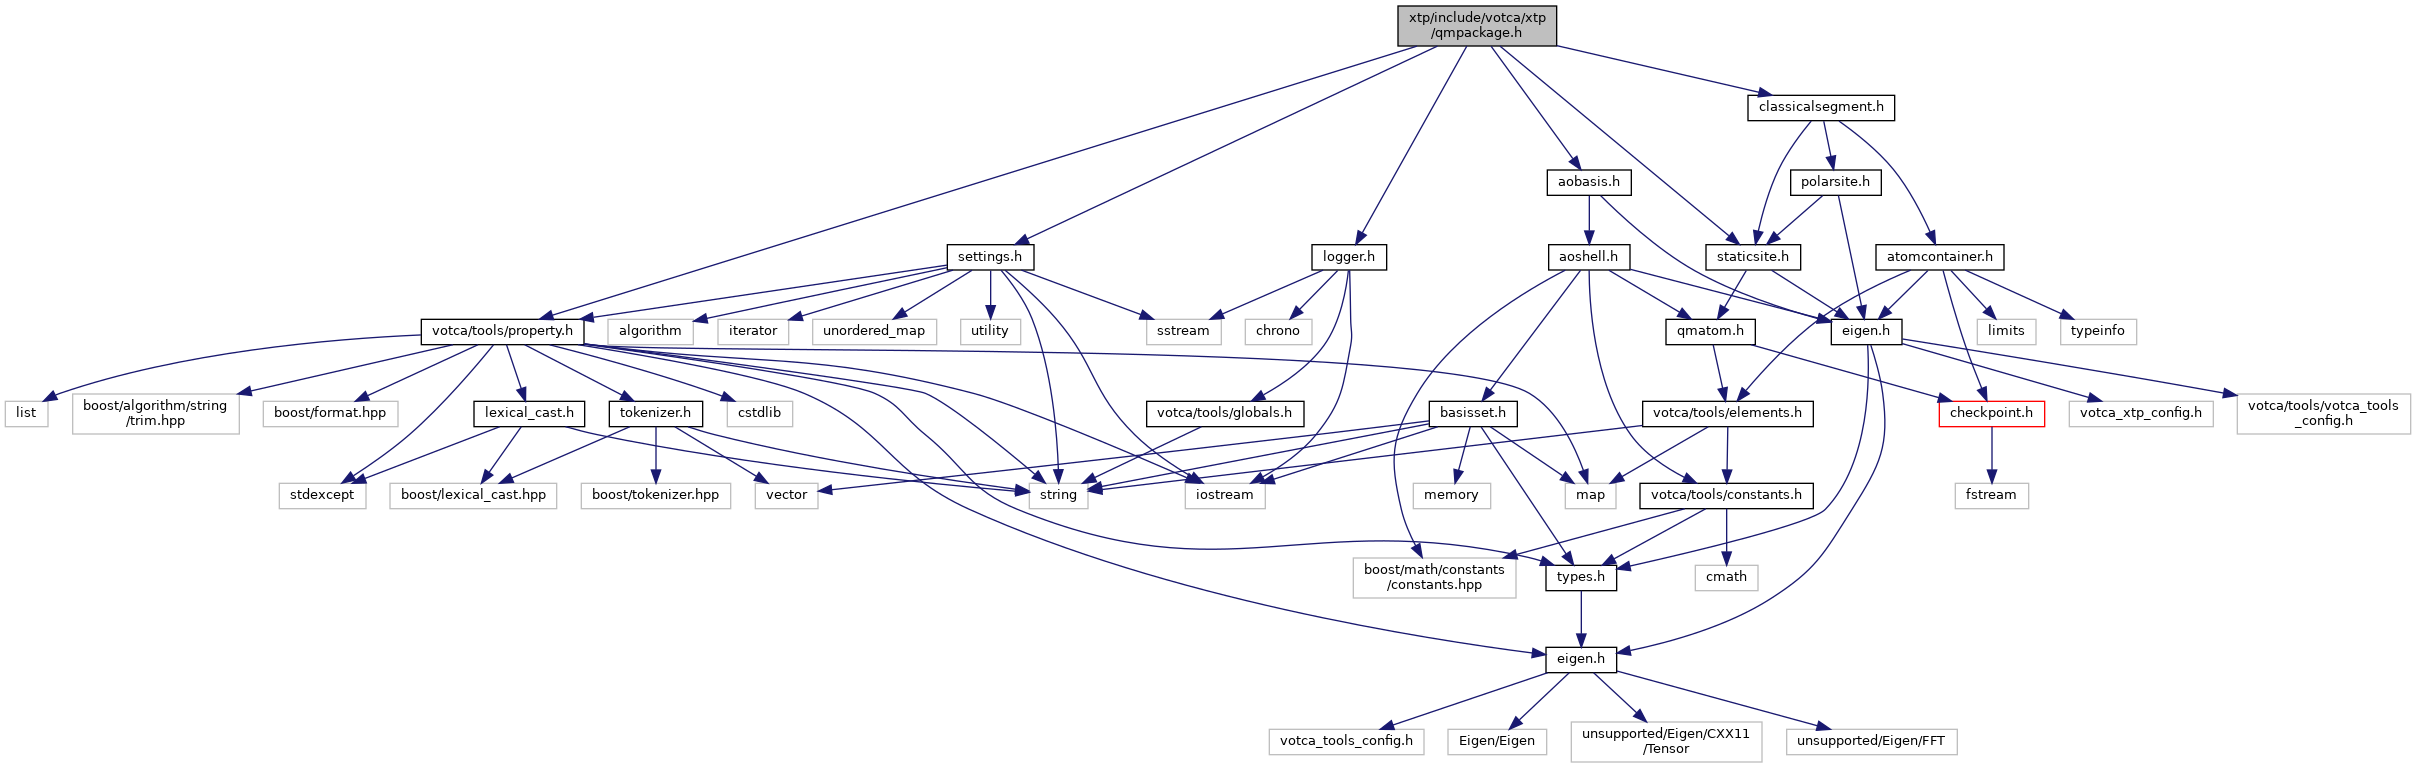 xtp/include/votca/xtp
/qmpackage.h
classicalsegment.h
aobasis.h
polarsite.h
settings.h
logger.h
aoshell.h
staticsite.h
atomcontainer.h
votca/tools/property.h
algorithm
iterator
unordered_map
utility
sstream
chrono
qmatom.h
eigen.h
limits
typeinfo
list
boost/algorithm/string
/trim.hpp
boost/format.hpp
lexical_cast.h
tokenizer.h
cstdlib
votca/tools/globals.h
basisset.h
votca/tools/elements.h
checkpoint.h
votca_xtp_config.h
votca/tools/votca_tools
_config.h
stdexcept
boost/lexical_cast.hpp
boost/tokenizer.hpp
vector
string
iostream
memory
map
votca/tools/constants.h
fstream
boost/math/constants
/constants.hpp
types.h
cmath
eigen.h
votca_tools_config.h
Eigen/Eigen
unsupported/Eigen/CXX11
/Tensor
unsupported/Eigen/FFT